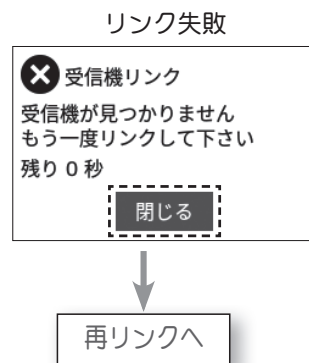 リンク失敗
受信機リンク
受信機が見つかりません
もう一度リンクして下さい
残り 0 秒
閉じる
再リンクへ